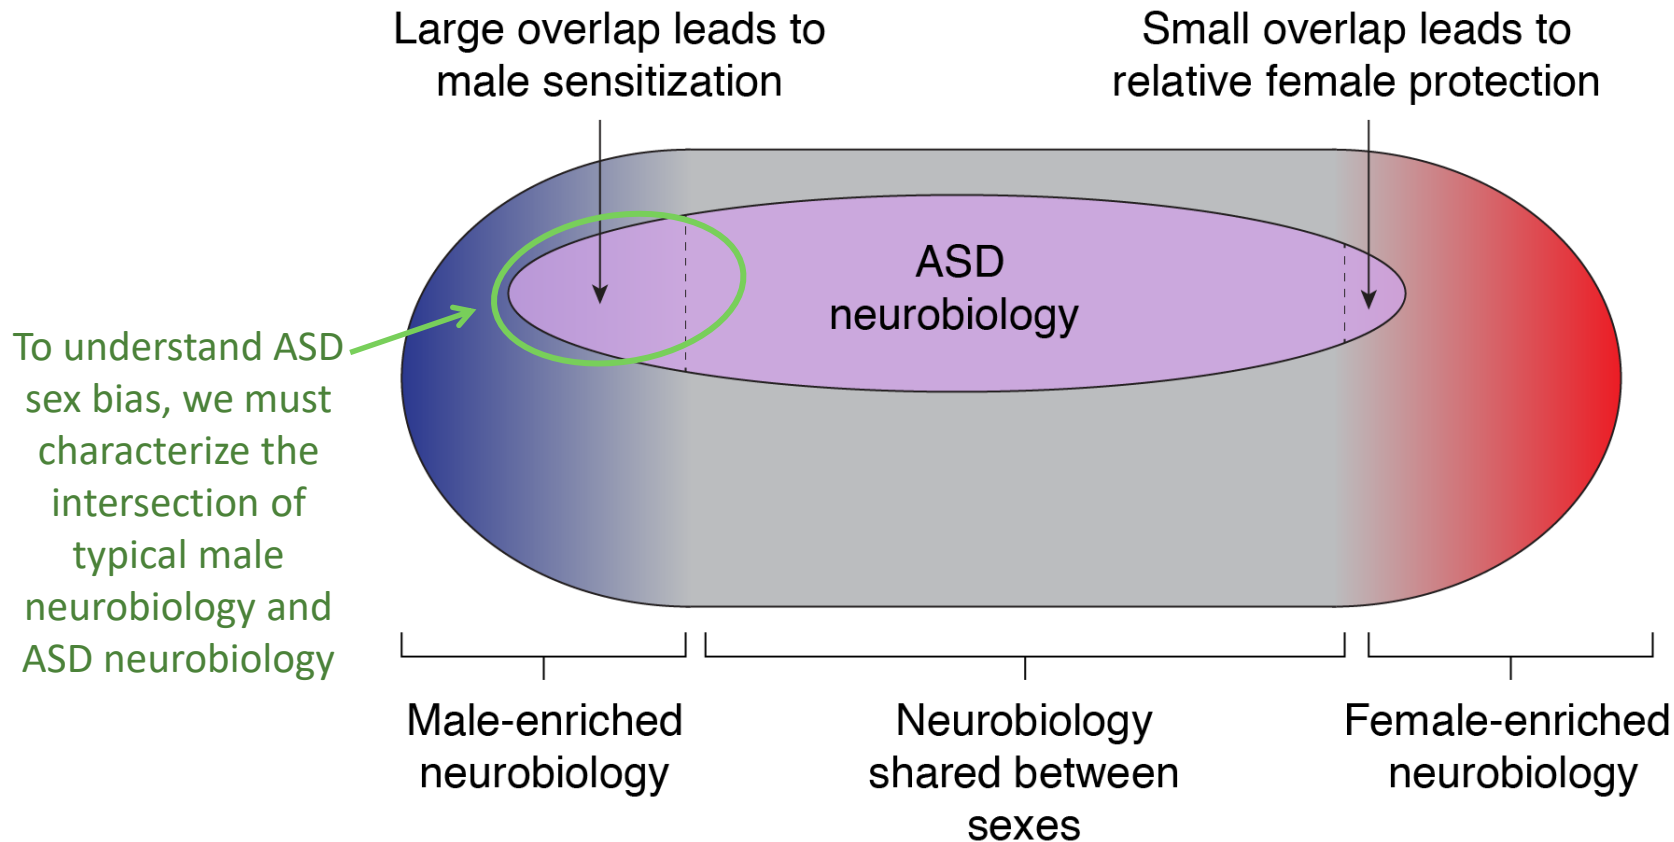 Large overlap leads to
male sensitization
Small overlap leads to
relative female protection
ASD
neurobiology
To understand ASD
sex bias, we must
characterize the
intersection of
typical male
neurobiology and
ASD neurobiology
Male-enriched
neurobiology
Neurobiology
shared between
sexes
Female-enriched
neurobiology